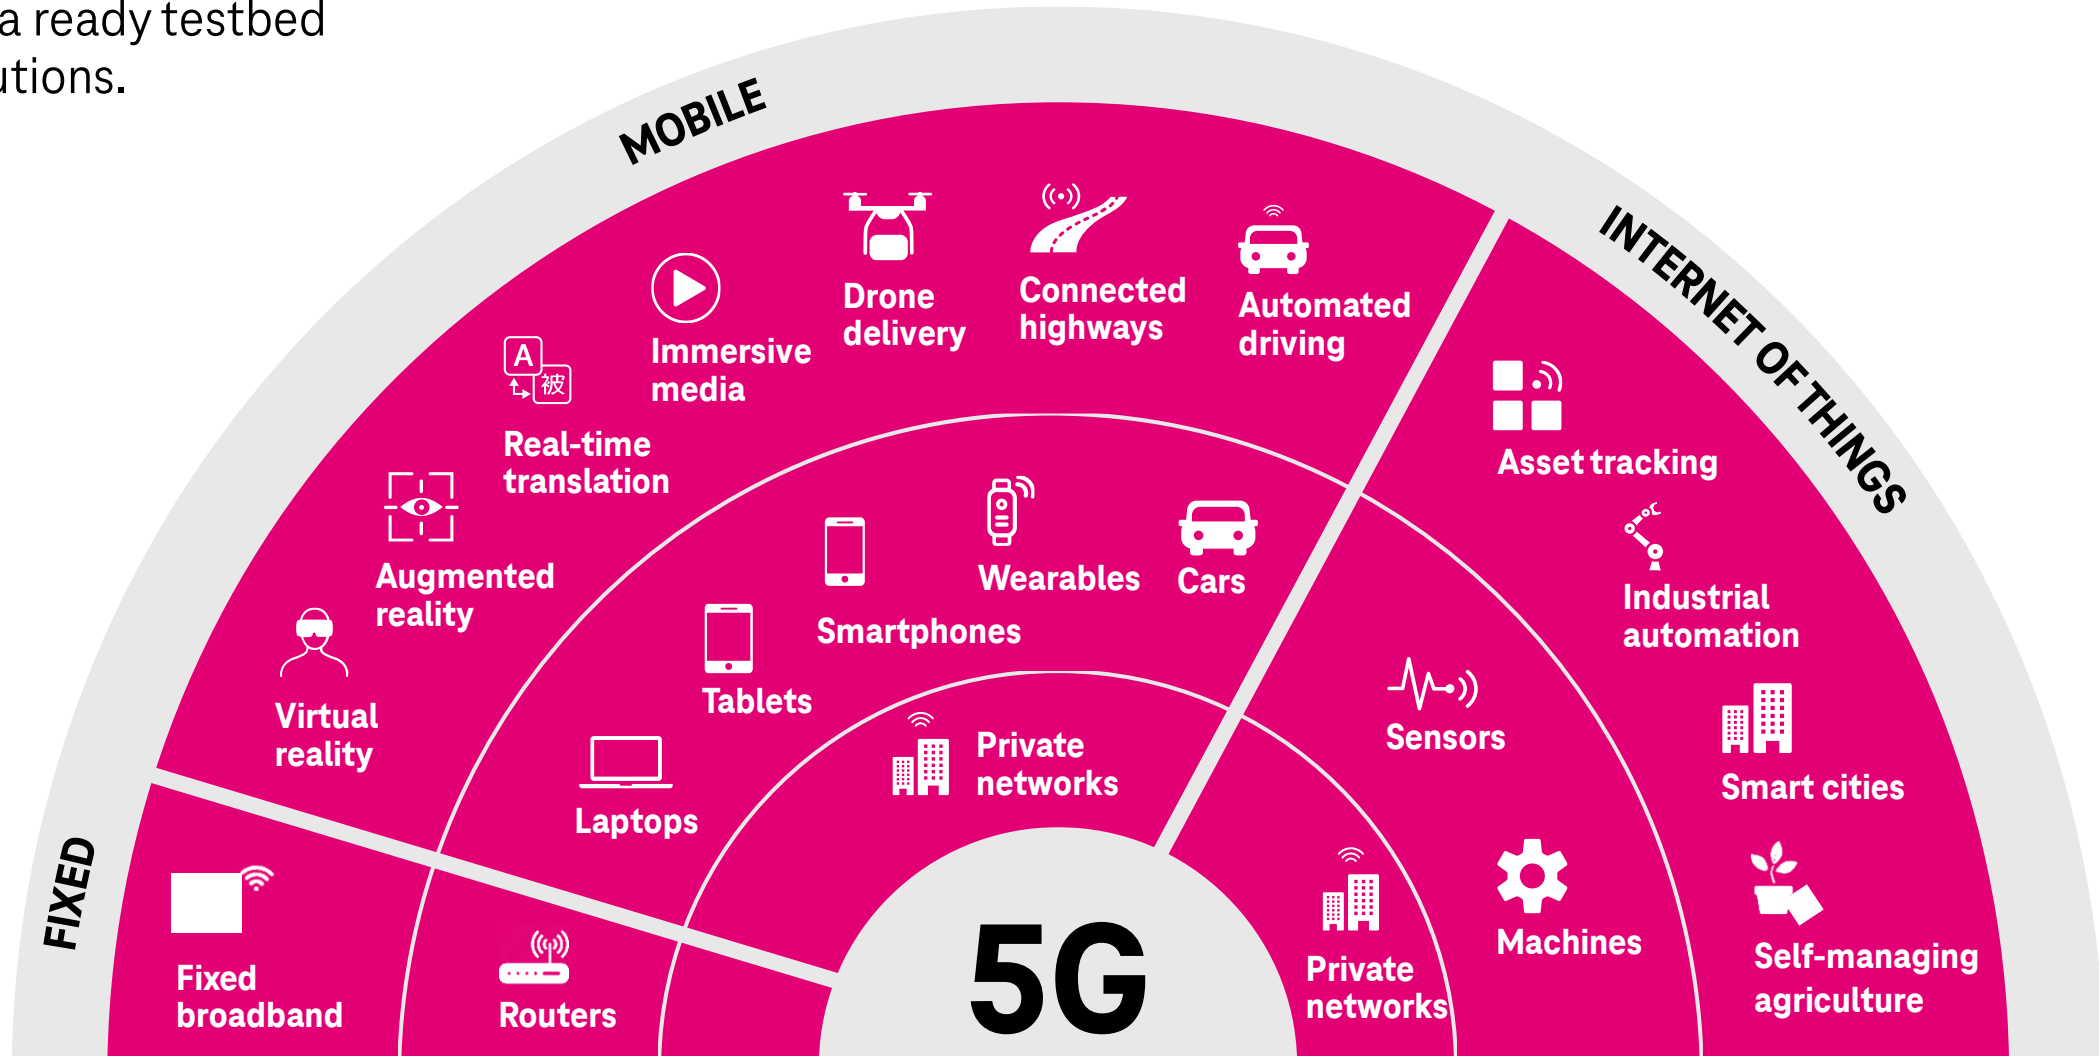 a ready testbed
utions.
MOBILE
INTERNET OF THINGS
FIXED
Drone
delivery
Connected
highways
Automated
driving
Immersive
media
A
被
Real-time
translation
Augmented
reality
Virtual
reality
Wearables
Cars
Smartphones
Tablets
Laptops
Private
networks
Asset tracking
Industrial
automation
Smart cities
Self-managing
agriculture
Sensors
Machines
Private
networks
Fixed
broadband
Routers
5G